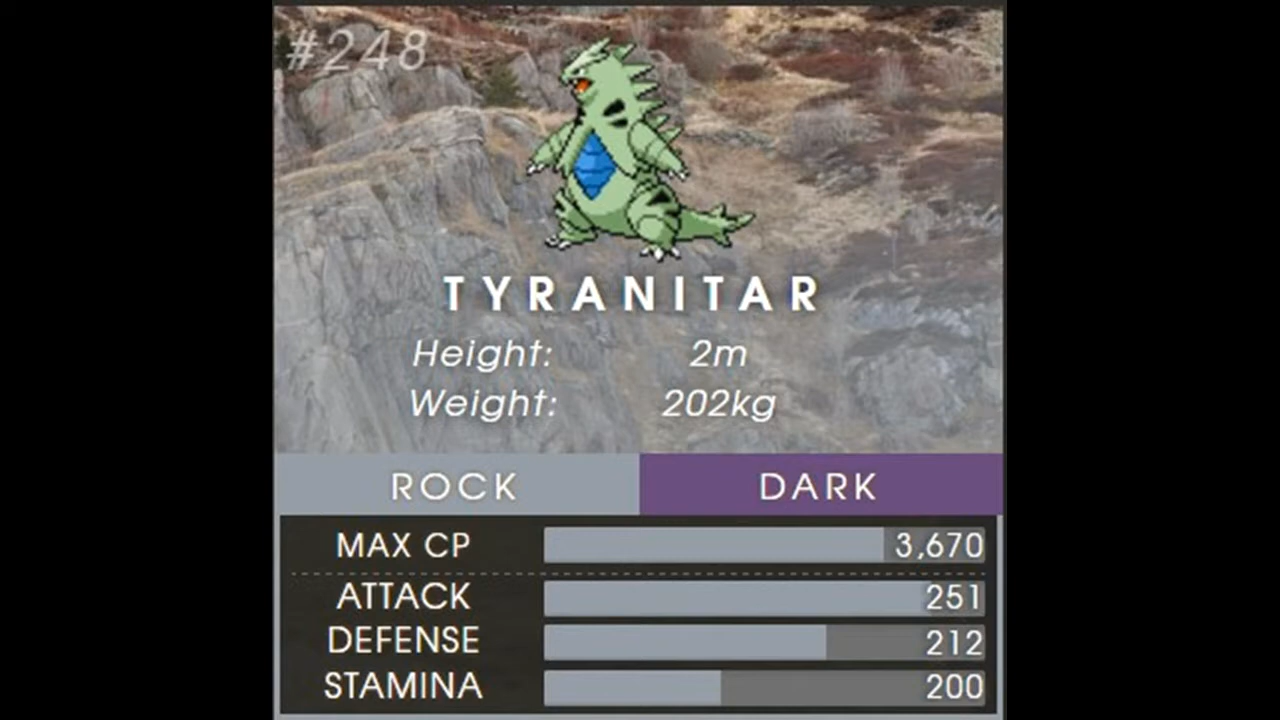 #248
TYRANITAR
Height: 2m
Weight: 202kg
ROCK DARK
MAX CP 3,670
ATTACK 251
DEFENSE 212
STAMINA 200